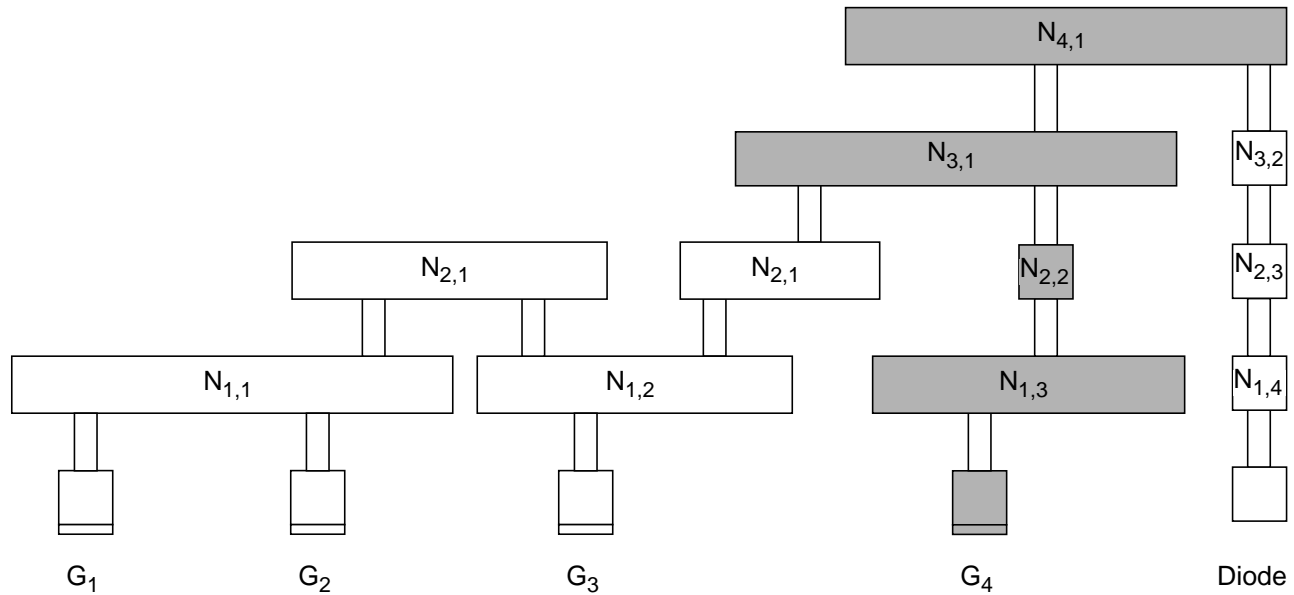 N4,1
N3,1
N3,2
N2,1
N2,1
N2,2
N2,3
N1,1
N1,2
N1,3
N1,4
G1
G2
G3
G4
Diode